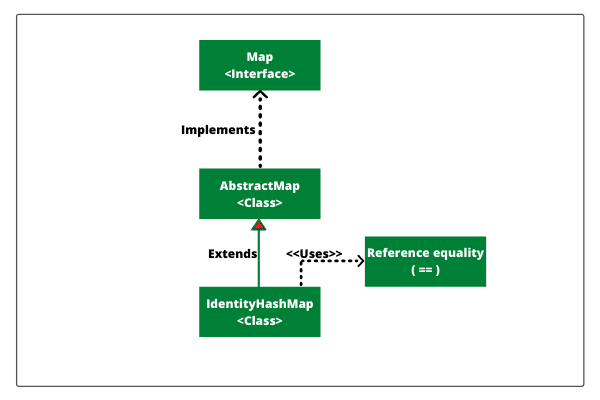 Map
<Interface>
Implements
AbstractMap
<Class>
Extends
<<Uses>>
Reference equality
( == )
IdentityHashMap
<Class>